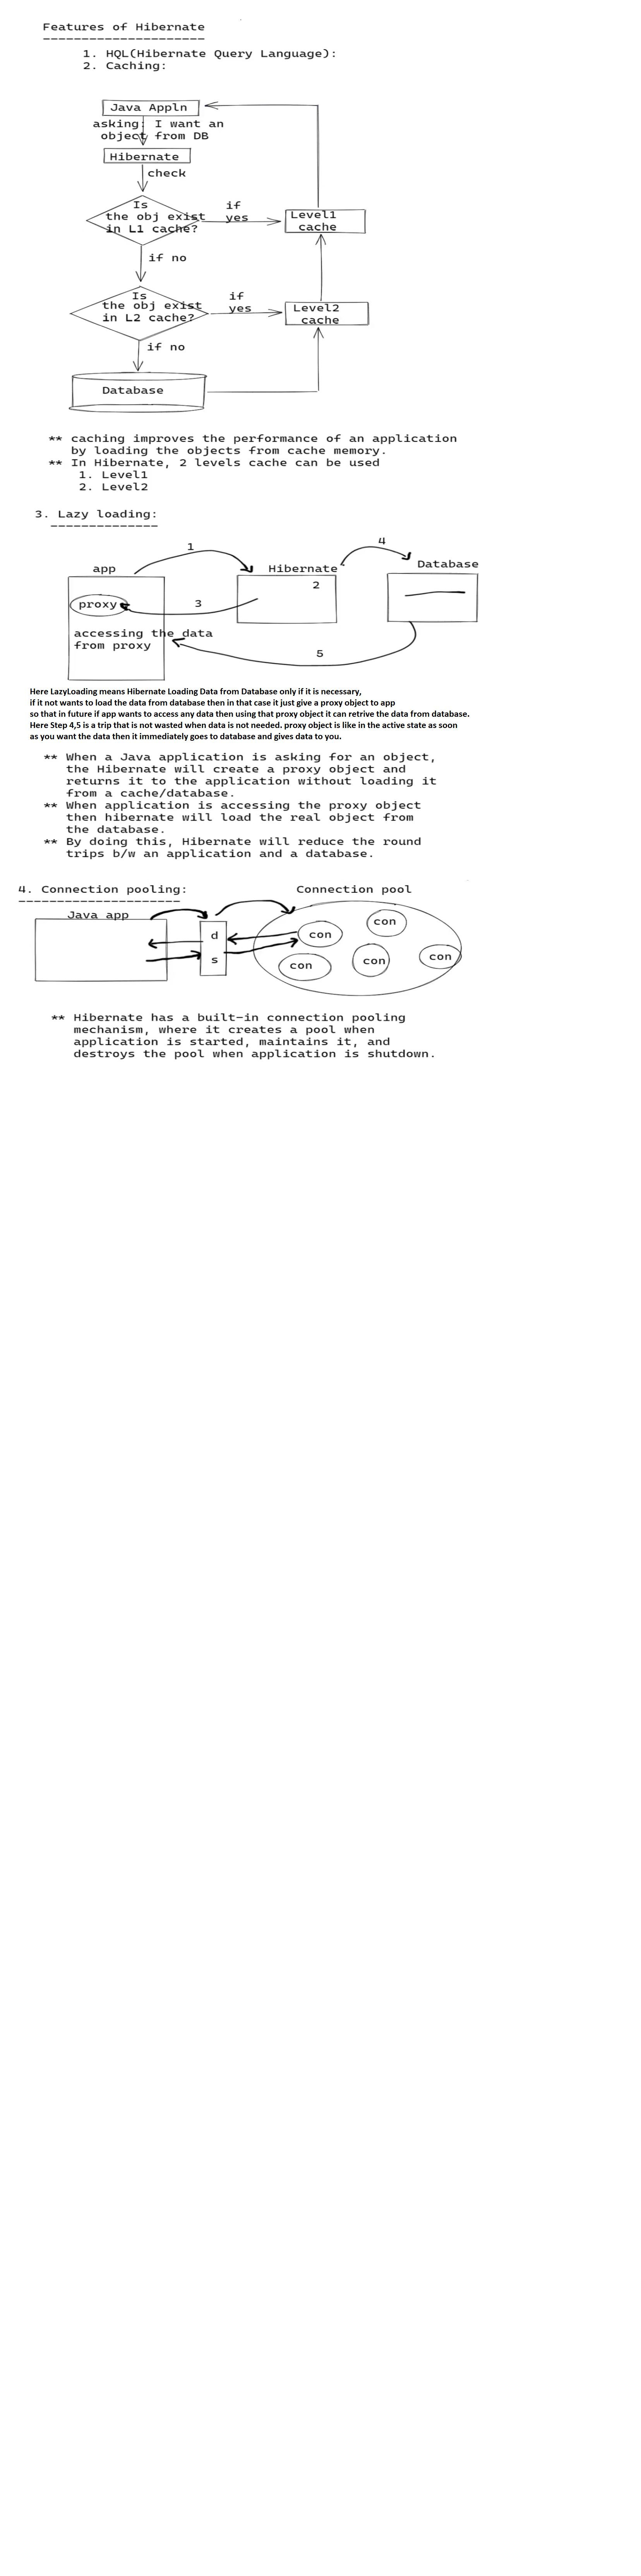 Features of Hibernate
---------------------
1. HQL(Hibernate Query Language):
2. Caching:
Java Appln
asking: I want an
object from DB
Hibernate
check
Is
the obj exist
in L1 cache?
if
yes
Level1
cache
if no
Is
the obj exist
in L2 cache?
if
yes
Level2
cache
if no
Database
** caching improves the performance of an application
by loading the objects from cache memory.
** In Hibernate, 2 levels cache can be used
1. Level1
2. Level2
3. Lazy loading:
--------------
1
4
app
Hibernate
Database
2
proxy
3
accessing the data
from proxy
5
Here LazyLoading means Hibernate Loading Data from Database only if it is necessary,
if it not wants to load the data from database then in that case it just give a proxy object to app
so that in future if app wants to access any data then using that proxy object it can retrive the data from database.
Here Step 4,5 is a trip that is not wasted when data is not needed. proxy object is like in the active state as soon
as you want the data then it immediately goes to database and gives data to you.
** When a Java application is asking for an object,
the Hibernate will create a proxy object and
returns it to the application without loading it
from a cache/database.
** When application is accessing the proxy object
then hibernate will load the real object from
the database.
** By doing this, Hibernate will reduce the round
trips b/w an application and a database.
4. Connection pooling:
---------------------
Connection pool
Java app
d
s
con
con
con
con
con
** Hibernate has a built-in connection pooling
mechanism, where it creates a pool when
application is started, maintains it, and
destroys the pool when application is shutdown.